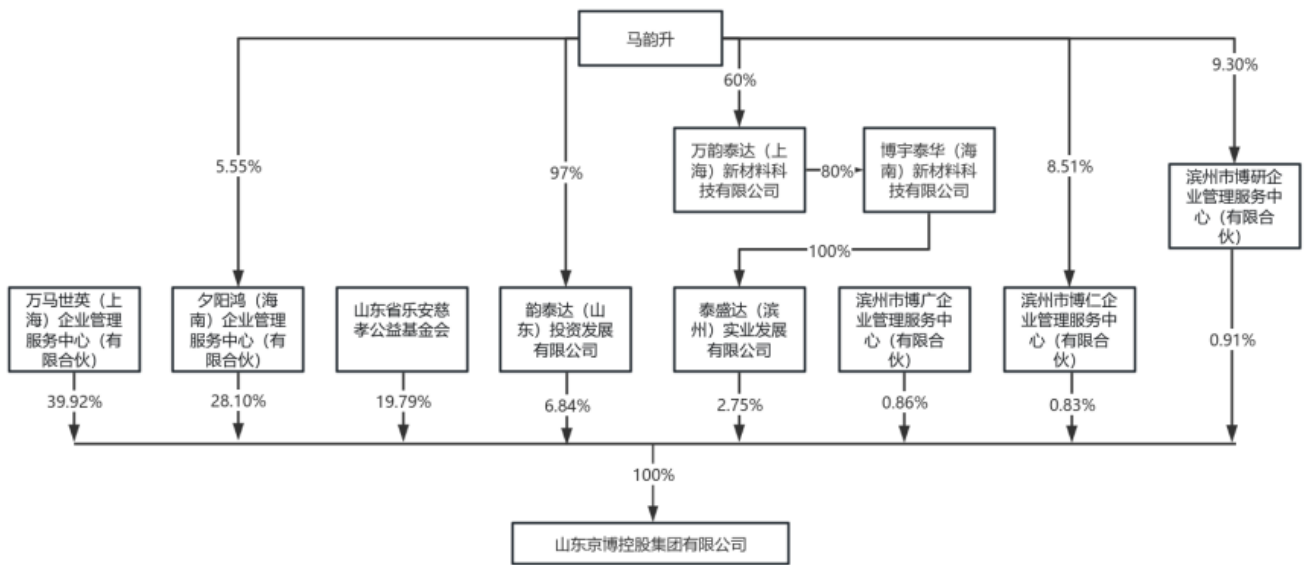 马韵升
9.30%
60%
5.55%
97%
万韵泰达（上
海）新材料科
技有限公司
80%
博宇泰华（海
南）新材料科
技有限公司
8.51%
滨州市博研企
业管理服务中
心（有限合
伙）
100%
万马世英（上
海）企业管理
服务中心（有
限合伙）
夕阳鸿（海
南）企业管理
服务中心（有
限合伙）
山东省乐安慈
孝公益基金会
韵泰达（山
东）投资发展
有限公司
泰盛达（滨
州）实业发展
有限公司
滨州市博广企
业管理服务中
心（有限合
伙）
滨州市博仁企
业管理服务中
心（有限合
伙）
0.91%
39.92%
28.10%
19.79%
6.84%
2.75%
0.86%
0.83%
100%
山东京博控股集团有限公司